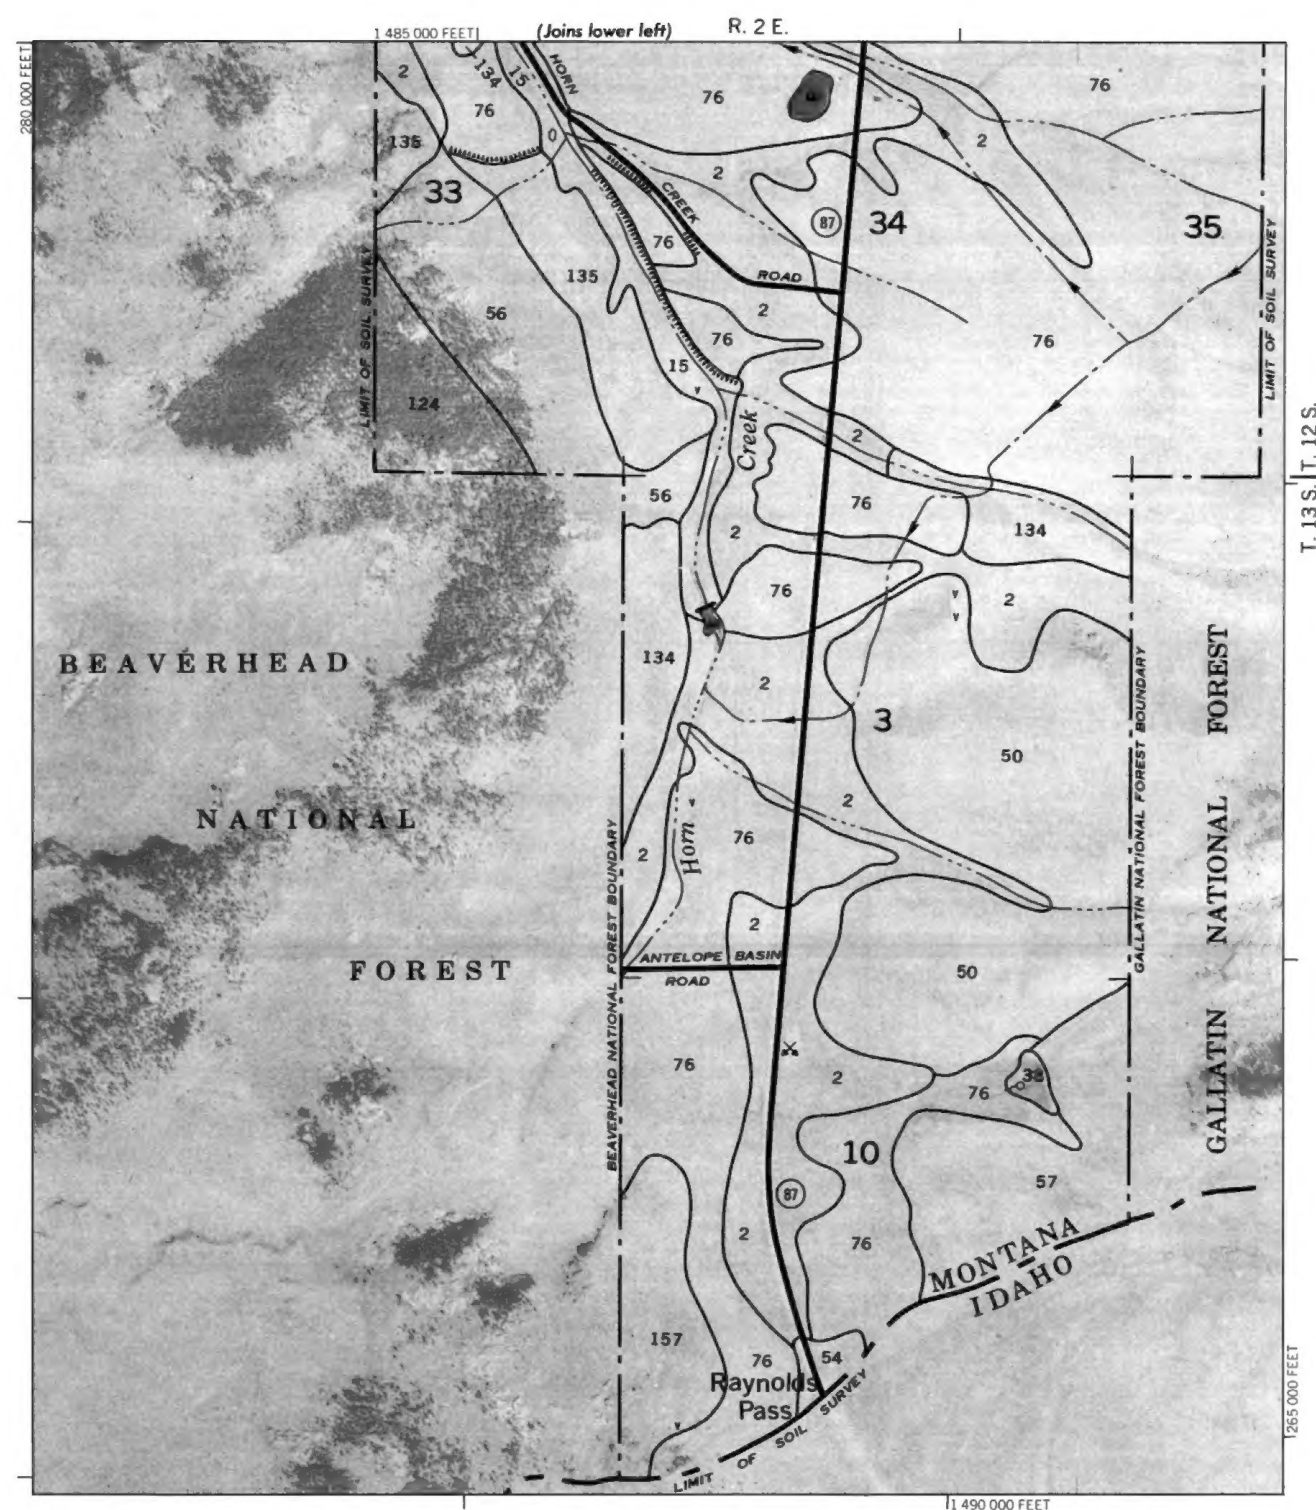 1 485 000 FEET
(Joins lower left)
R. 2 E.
280 000 FEET
2
134
15
HORN
76
76
76
135
0
2
2
33
CREEK
87
34
35
76
135
ROAD
LIMIT OF SOIL SURVEY
LIMIT OF SOIL SURVEY
56
2
76
76
15
124
Creek
2
T. 12 S.
T. 13 S.
56
76
134
2
76
2
BEAVERHEAD
134
2
3
50
GALLATIN NATIONAL FOREST BOUNDARY
GALLATIN NATIONAL FOREST
NATIONAL
2
76
Horn
2
BEAVERHEAD NATIONAL FOREST BOUNDARY
2
FOREST
ANTELOPE BASIN
ROAD
50
76
2
76
10
57
87
2
76
MONTANA
IDAHO
157
76
54
Raynolds
Pass
LIMIT OF SOIL SURVEY
265 000 FEET
1 490 000 FEET